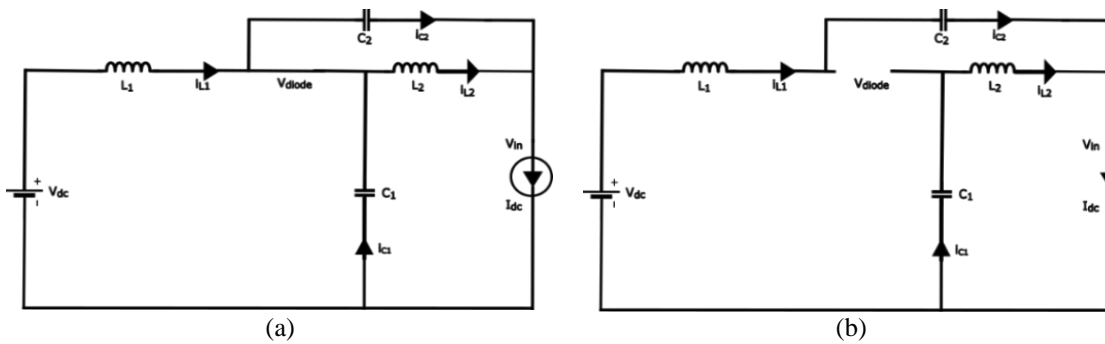 C2
iC2
L1
iL1
Vdiode
L2
iL2
Vdc
+
C1
Vin
Idc
iC1
(a)
C2
iC2
L1
iL1
Vdiode
L2
iL2
Vdc
+
C1
Vin
Idc
iC1
(b)